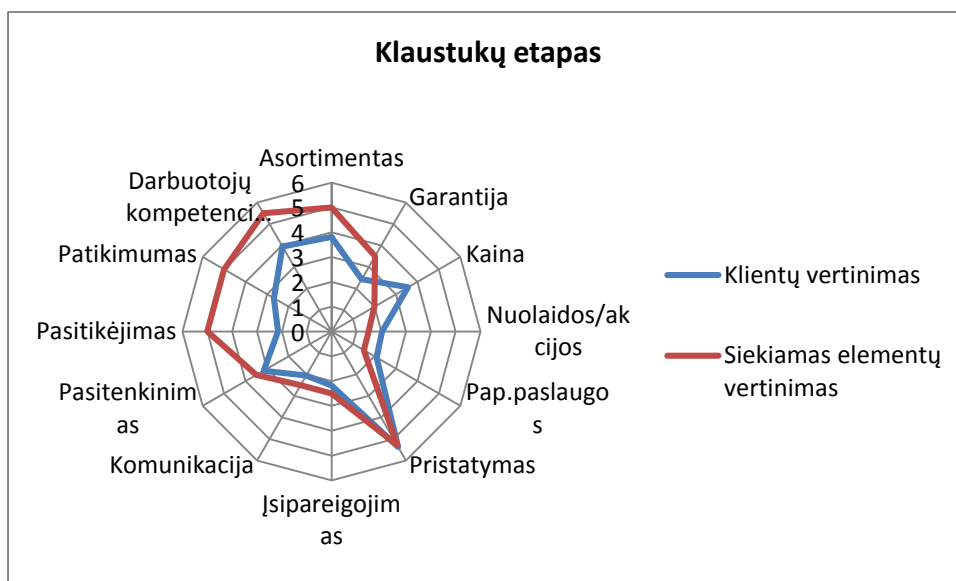 Klaustukų etapas
Asortimentas
Garantija
Kaina
Nuolaidos/ak
cijos
Pap.paslaugo
s
Pristatymas
Įsipareigojim
as
Komunikacija
Pasitenkinim
as
Pasitikėjimas
Patikimumas
Darbuotojų
kompetenci...
6
5
4
3
2
1
0
Klientų vertinimas
Siekiamas elementų
vertinimas